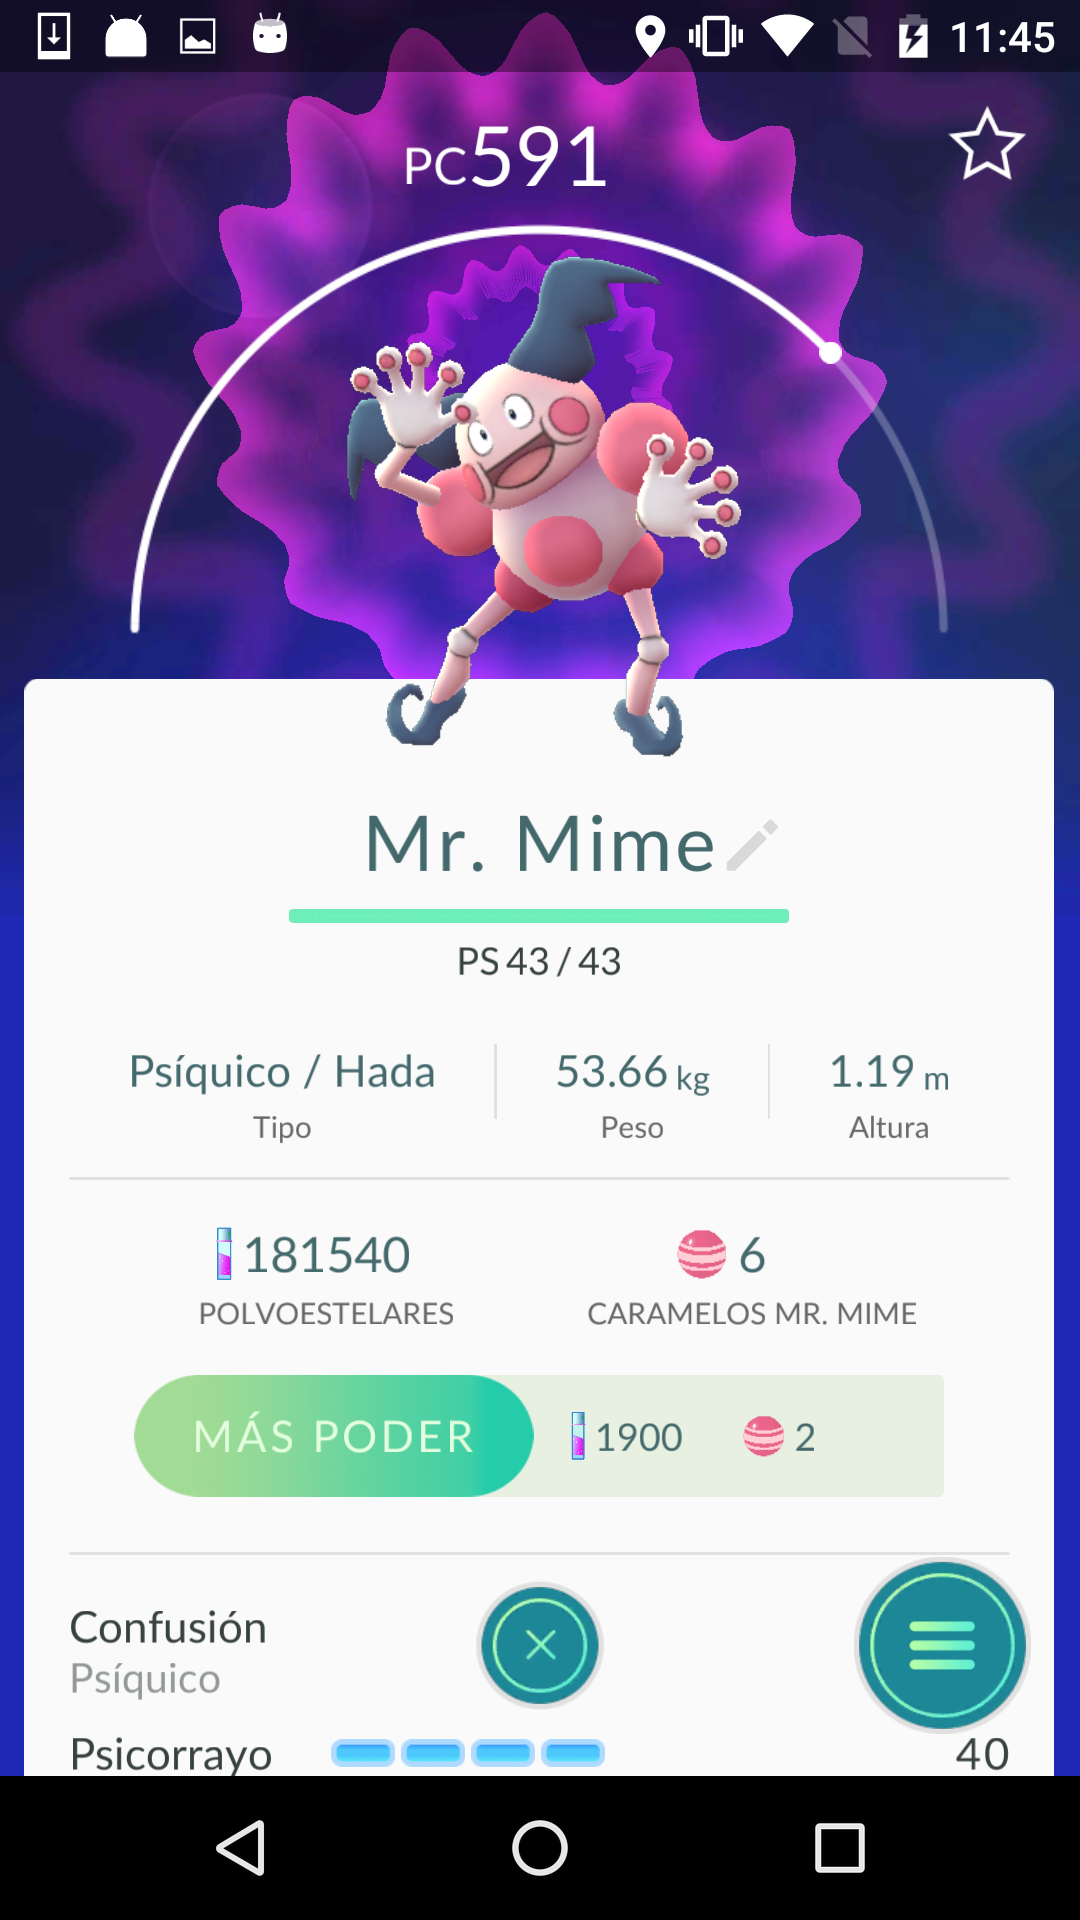 11:45
PC591
Mr. Mime
PS 43 / 43
Psíquico / Hada 53.66 kg 1.19 m
Tipo Peso Altura
181540 6
POLVOESTELARES CARAMELOS MR. MIME
MÁS PODER 1900 2
Confusión
Psíquico
Psicorrayo 40